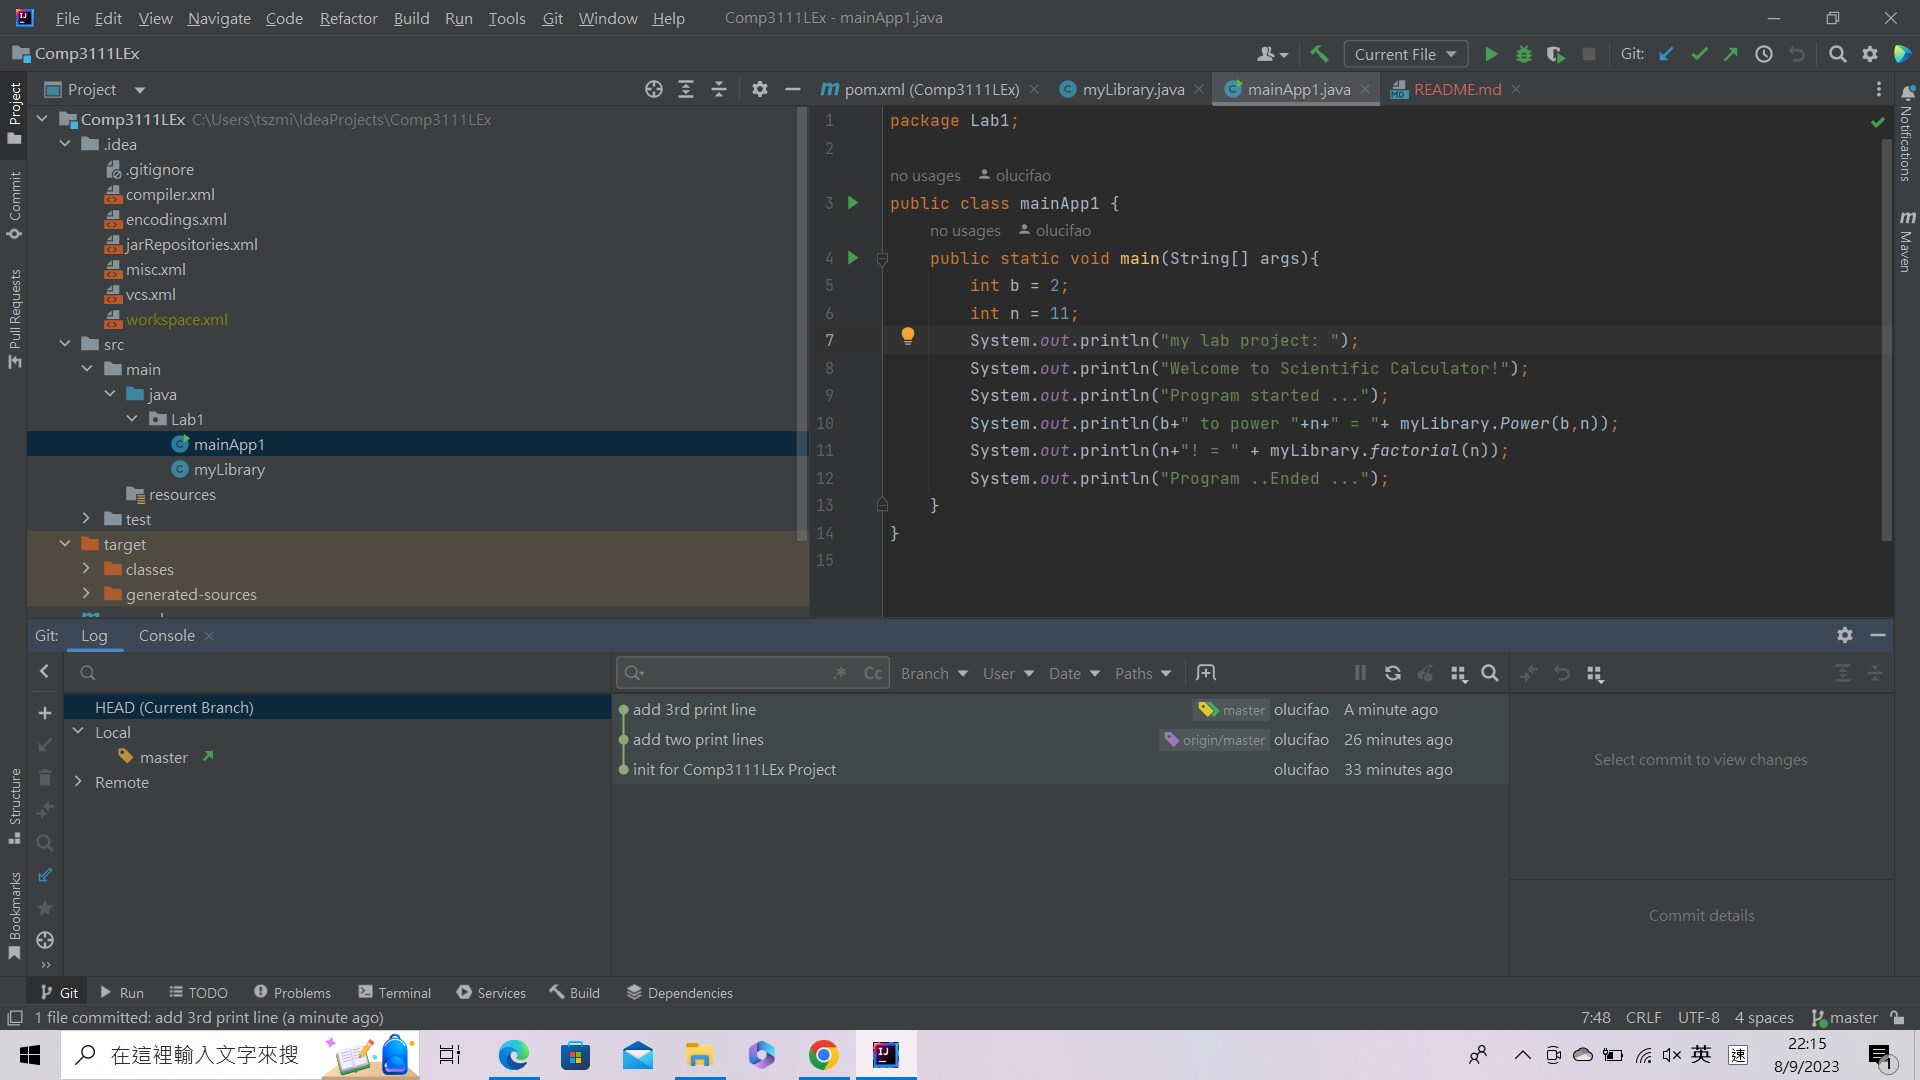 File Edit View Navigate Code Refactor Build Run Tools Git Window Help Comp3111LEx - mainApp1.java
Comp3111LEx Current File Git:
Project
pom.xml (Comp3111LEx) myLibrary.java mainApp1.java README.md
Comp3111LEx C:\Users\tszmi\IdeaProjects\Comp3111LEx
.idea
.gitignore
compiler.xml
encodings.xml
jarRepositories.xml
misc.xml
vcs.xml
workspace.xml
src
main
java
Lab1
mainApp1
myLibrary
resources
test
target
classes
generated-sources
1 package Lab1;
2
no usages olucifao
3 public class mainApp1 {
no usages olucifao
4 public static void main(String[] args){
5 int b = 2;
6 int n = 11;
7 System.out.println("my lab project: ");
8 System.out.println("Welcome to Scientific Calculator!");
9 System.out.println("Program started ...");
10 System.out.println(b+" to power "+n+" = "+ myLibrary.Power(b,n));
11 System.out.println(n+"! = " + myLibrary.factorial(n));
12 System.out.println("Program ..Ended ...");
13 }
14 }
15
Project
Commit
Pull Requests
Structure
Bookmarks
Notifications
Maven
Git: Log Console
Cc Branch User Date Paths
HEAD (Current Branch)
Local
master
Remote
add 3rd print line master olucifao A minute ago
add two print lines origin/master olucifao 26 minutes ago
init for Comp3111LEx Project olucifao 33 minutes ago
Select commit to view changes
Commit details
Git Run TODO Problems Terminal Services Build Dependencies
1 file committed: add 3rd print line (a minute ago) 7:48 CRLF UTF-8 4 spaces master
在這裡輸入文字來搜 英 速 22:15
8/9/2023 1